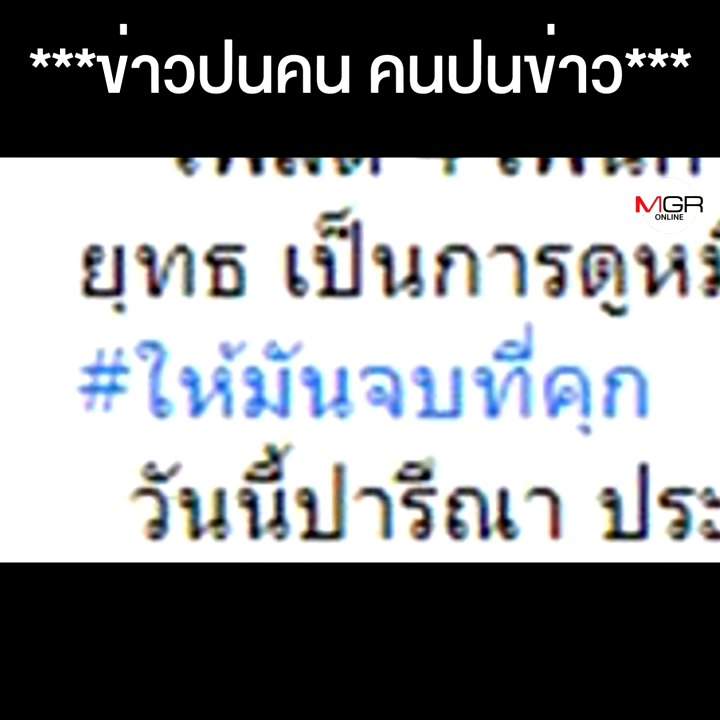 ***ข่าวปนคน คนปนข่าว***
MGR
ONLINE
ยุทธ เป็นการดูหมิ
#ให้มันจบที่คุก
วันนี้ปารีณา ประ